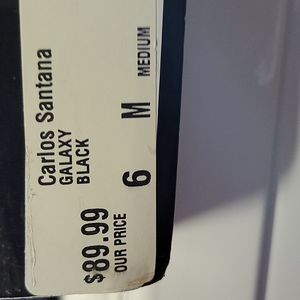 Carlos Santana
GALAXY
BLACK
6 M MEDIUM
$89.99
OUR PRICE